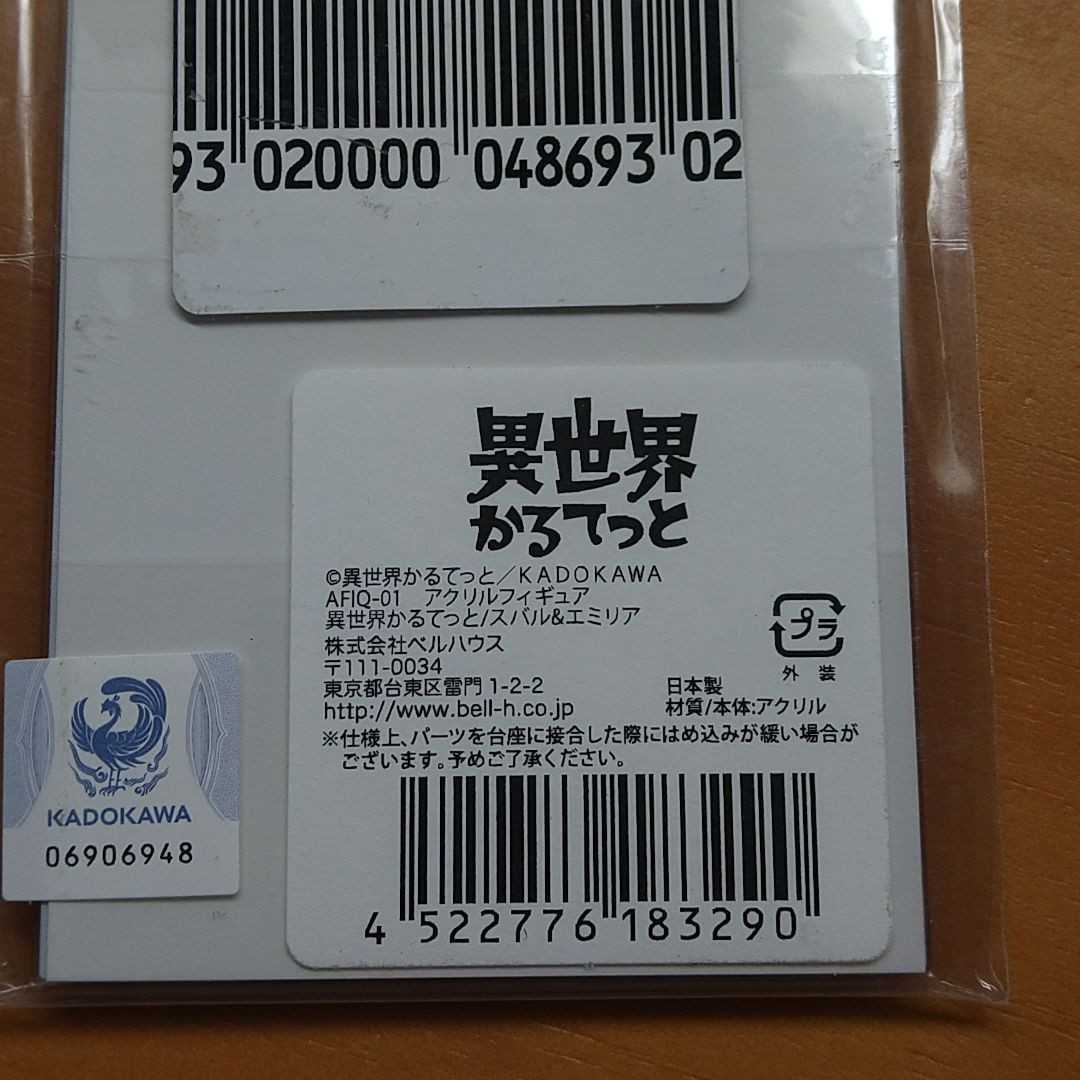 93 020000 048693 02
異世界
かるてっと
©異世界かるてっと／KADOKAWA
AFIQ-01　アクリルフィギュア
異世界かるてっと/スバル&エミリア
株式会社ベルハウス
〒111-0034
東京都台東区雷門1-2-2
http://www.bell-h.co.jp
プラ
外装
日本製
材質/本体:アクリル
※仕様上、パーツを台座に接合した際にはめ込みが緩い場合が
ございます。予めご了承ください。
4 522776 183290
KADOKAWA
06906948